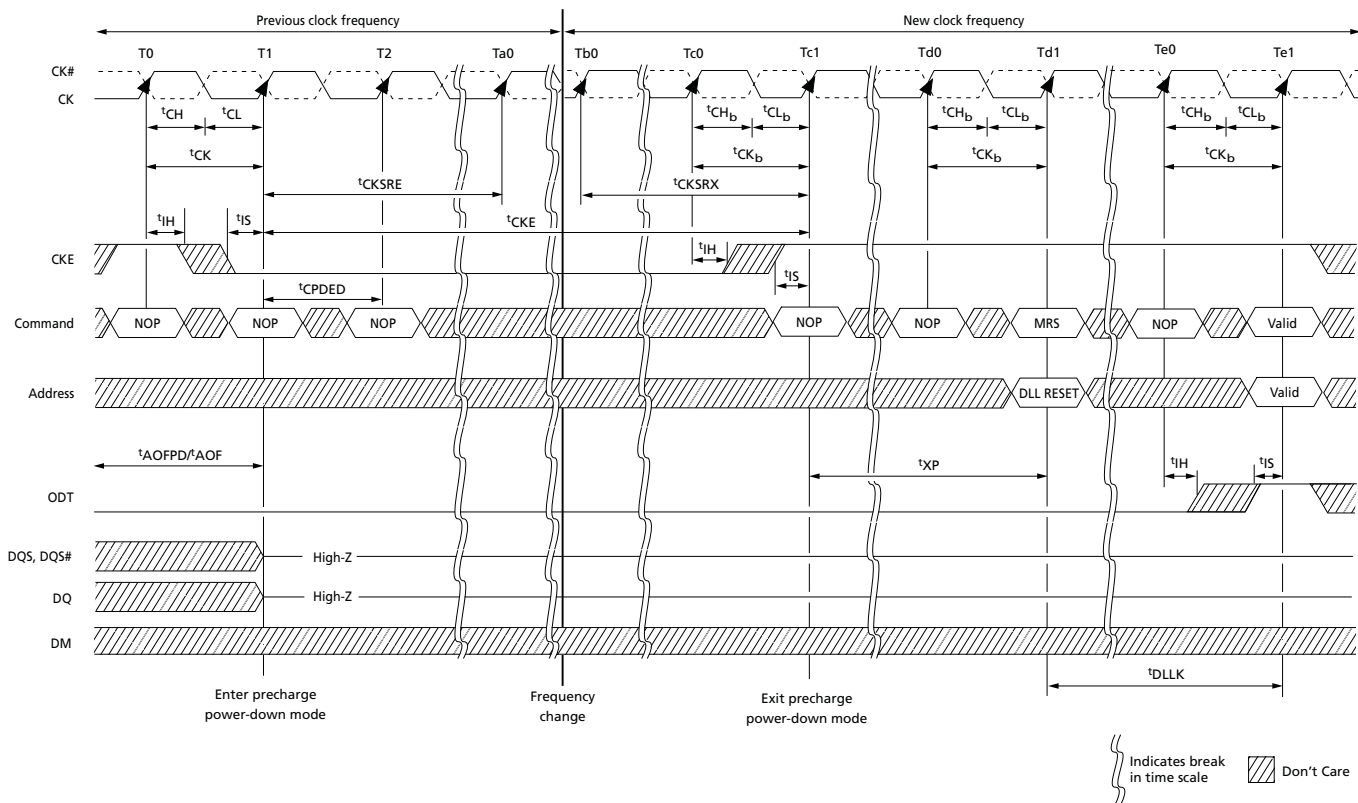 Previous clock frequency New clock frequency
T0 T1 T2 Ta0 Tb0 Tc0 Tc1 Td0 Td1 Te0 Te1
CK#
CK
tCH tCL tCHb tCLb tCHb tCLb tCHb tCLb
tCK tCKb tCKb tCKb
tCKSRE tCKSRX
tIH tIS tCKE
CKE tIH
tIS
tCPDED
Command NOP NOP NOP NOP NOP MRS NOP Valid
Address DLL RESET Valid
tAOFPD/tAOF tXP tIH tIS
ODT
DQS, DQS# High-Z
DQ High-Z
DM
tDLLK
Enter precharge
power-down mode
Frequency
change
Exit precharge
power-down mode
Indicates break
in time scale
Don't Care